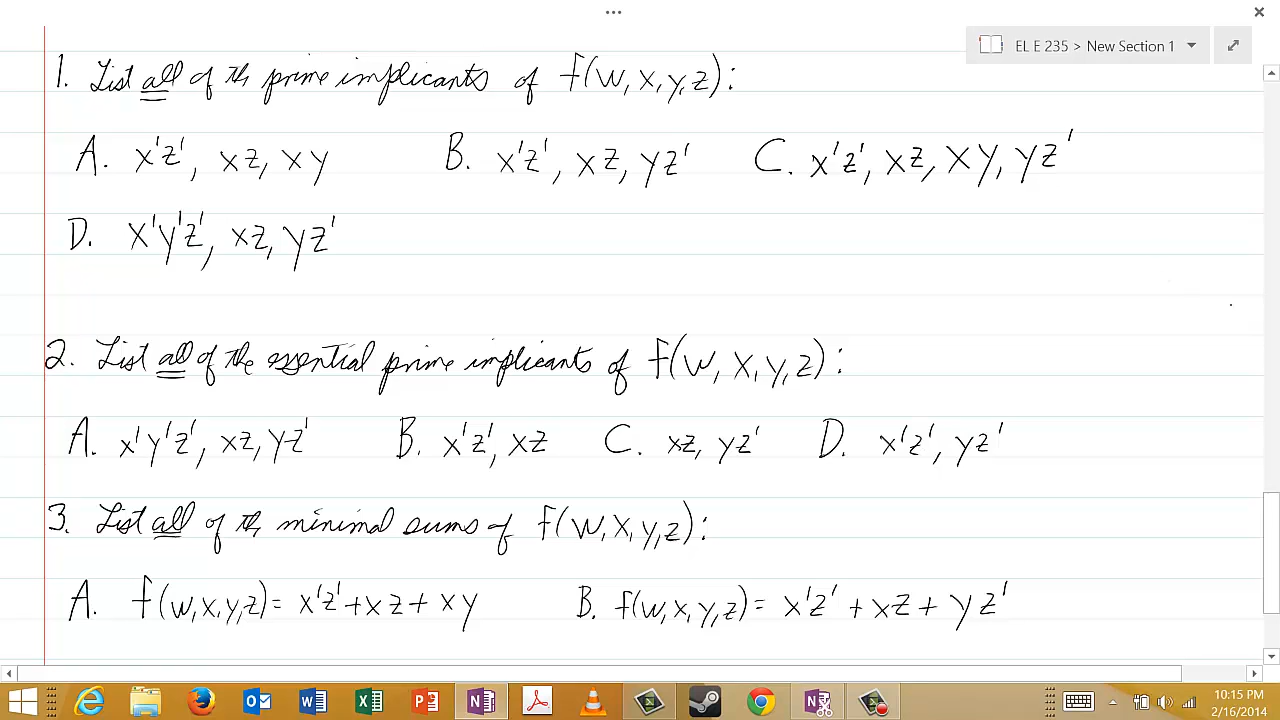 EL E 235 > New Section 1
1. List all of the prime implicants of f(w,x,y,z):
A. x'z', xz, xy B. x'z', xz, yz' C. x'z', xz, xy, yz'
D. x'y'z', xz, yz'
2. List all of the essential prime implicants of f(w,x,y,z):
A. x'y'z', xz, yz' B. x'z', xz C. xz, yz' D. x'z', yz'
3. List all of the minimal sums of f(w,x,y,z):
A. f(w,x,y,z)= x'z'+xz+xy B. f(w,x,y,z)= x'z'+xz+yz'
10:15 PM
2/16/2014